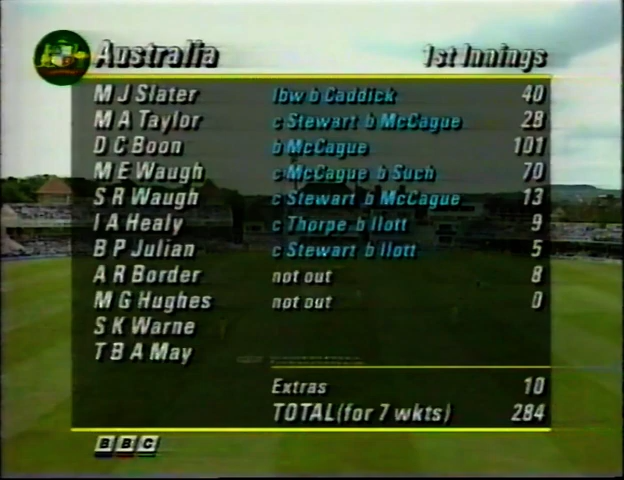 Australia 1st Innings
M J Slater lbw b Caddick 40
M A Taylor c Stewart b McCague 28
D C Boon b McCague 101
M E Waugh c McCague b Such 70
S R Waugh c Stewart b McCague 13
I A Healy c Thorpe b Ilott 9
B P Julian c Stewart b Ilott 5
A R Border not out 8
M G Hughes not out 0
S K Warne
T B A May
Extras 10
TOTAL(for 7 wkts) 284
BBC